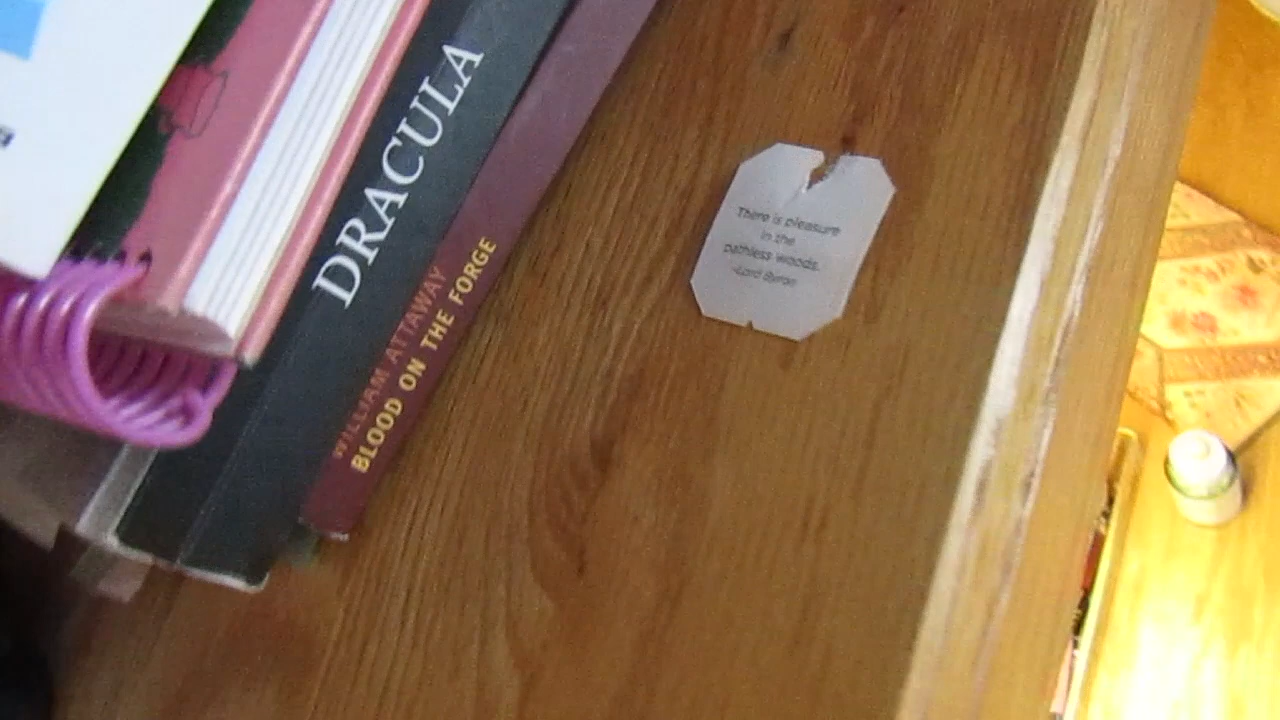 DRACULA
WILLIAM ATTAWAY
BLOOD ON THE FORGE
There is pleasure
in the
pathless woods.
-Lord Byron